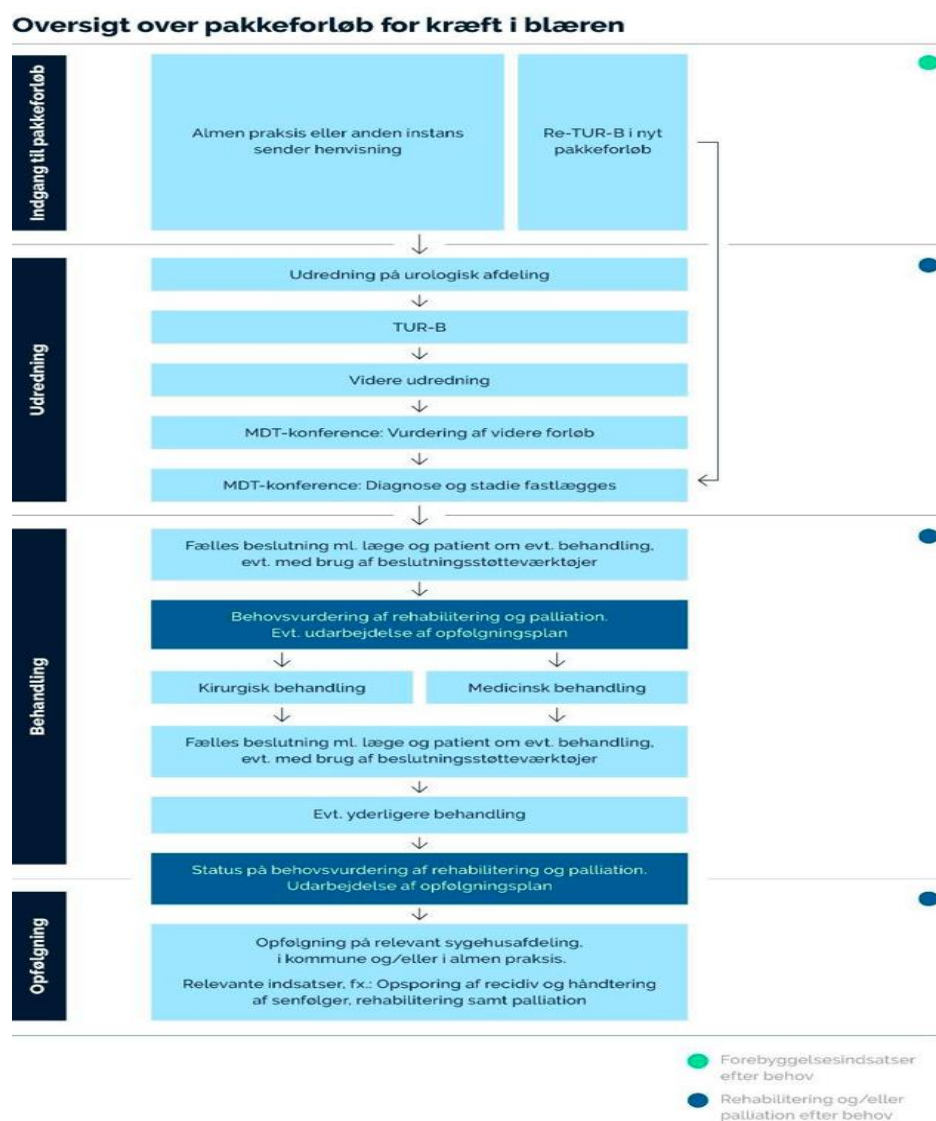 Oversigt over pakkeforløb for kræft i blæren
Indgang til pakkeforløb
Almen praksis eller anden instans
sender henvisning
Re-TUR-B i nyt
pakkeforløb
Udredning
Udredning på urologisk afdeling
TUR-B
Videre udredning
MDT-konference: Vurdering af videre forløb
MDT-konference: Diagnose og stadie fastlægges
Behandling
Fælles beslutning ml. læge og patient om evt. behandling,
evt. med brug af beslutningsstøtteværktøjer
Behovsvurdering af rehabilitering og palliation.
Evt. udarbejdelse af opfølgningsplan
Kirurgisk behandling
Medicinsk behandling
Fælles beslutning ml. læge og patient om evt. behandling,
evt. med brug af beslutningsstøtteværktøjer
Evt. yderligere behandling
Status på behovsvurdering af rehabilitering og palliation.
Udarbejdelse af opfølgningsplan
Opfølgning
Opfølgning på relevant sygehusafdeling,
i kommune og/eller i almen praksis.
Relevante indsatser, fx.: Opsporing af recidiv og håndtering
af senfølger, rehabilitering samt palliation
Forebyggelsesindsatser
efter behov
Rehabilitering og/eller
palliation efter behov